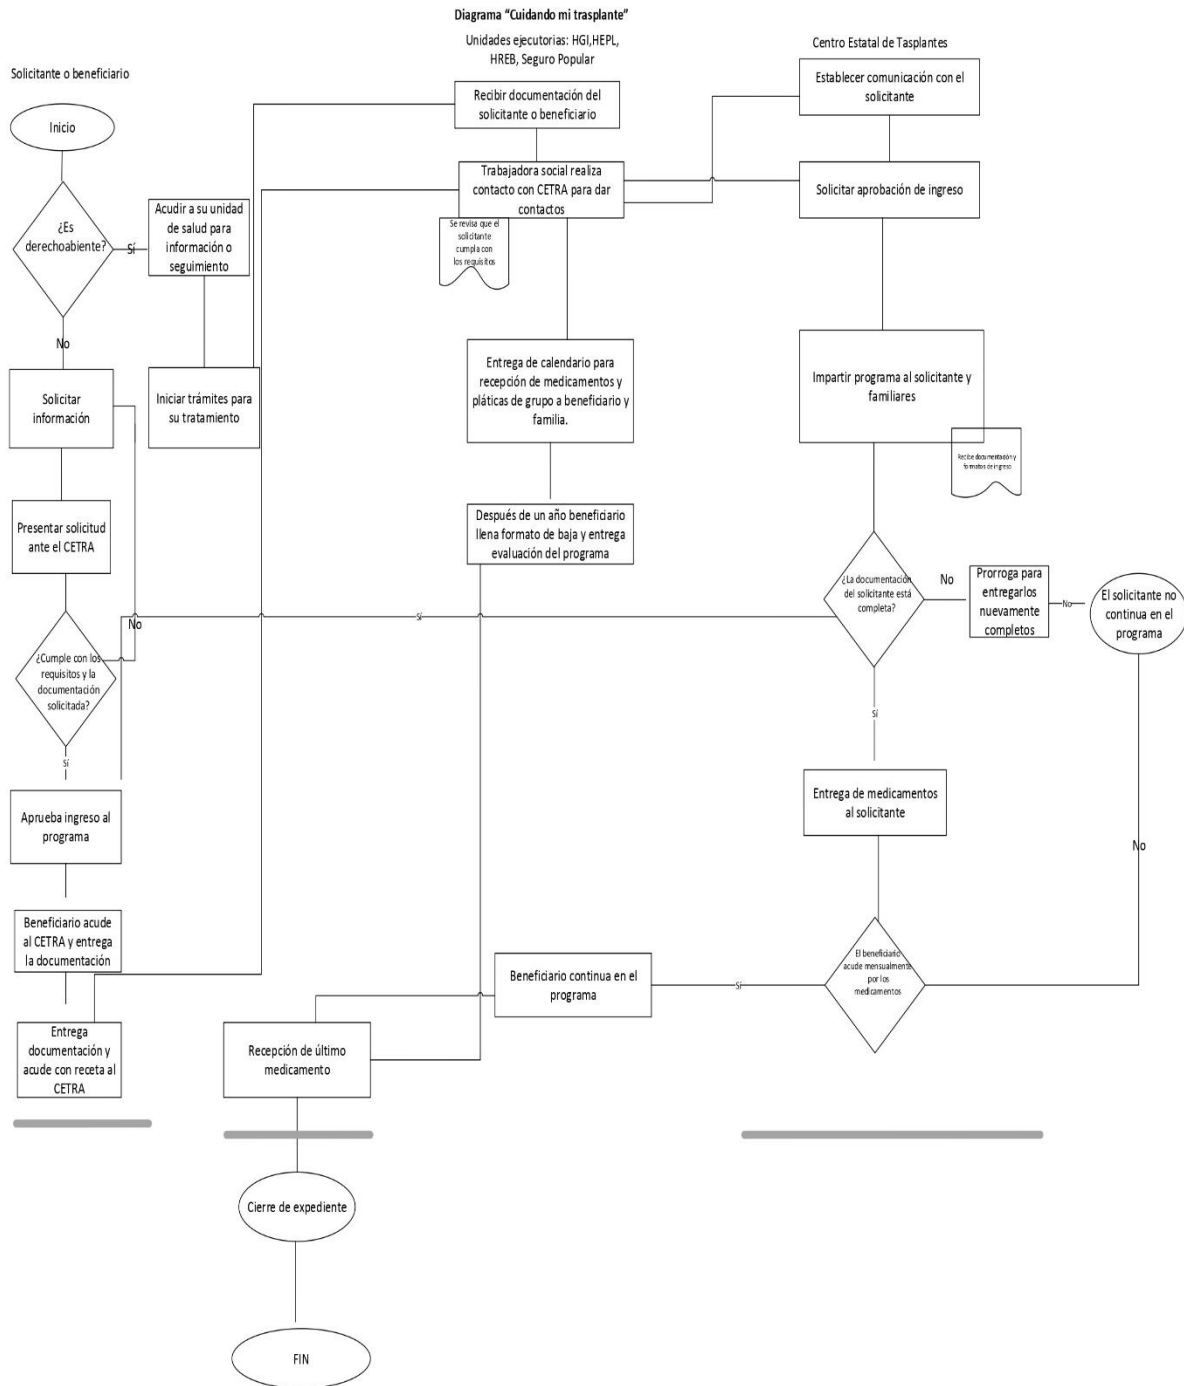 Diagrama “Cuidando mi trasplante”
Unidades ejecutorias: HGI,HEPL,
HREB, Seguro Popular
Centro Estatal de Tasplantes
Solicitante o beneficiario
Inicio
¿Es
derechoabiente?
Sí
No
Acudir a su unidad
de salud para
información o
seguimiento
Iniciar trámites para
su tratamiento
Solicitar
información
Presentar solicitud
ante el CETRA
¿Cumple con los
requisitos y la
documentación
solicitada?
No
Sí
Aprueba ingreso al
programa
Beneficiario acude
al CETRA y entrega
la documentación
Entrega
documentación y
acude con receta al
CETRA
Recibir documentación del
solicitante o beneficiario
Trabajadora social realiza
contacto con CETRA para dar
contactos
Se revisa que el
solicitante
cumpla con
los requisitos
Entrega de calendario para
recepción de medicamentos y
pláticas de grupo a beneficiario y
familia.
Después de un año beneficiario
llena formato de baja y entrega
evaluación del programa
Establecer comunicación con el
solicitante
Solicitar aprobación de ingreso
Impartir programa al solicitante y
familiares
Recibe documentación y
formatos de ingreso
¿La documentación
del solicitante está
completa?
Sí
No
Prorroga para
entregarlos
nuevamente
completos
No
El solicitante no
continua en el
programa
Sí
Entrega de medicamentos
al solicitante
No
El beneficiario
acude mensualmente
por los
medicamentos
Sí
Beneficiario continua en el
programa
Recepción de último
medicamento
Cierre de expediente
FIN